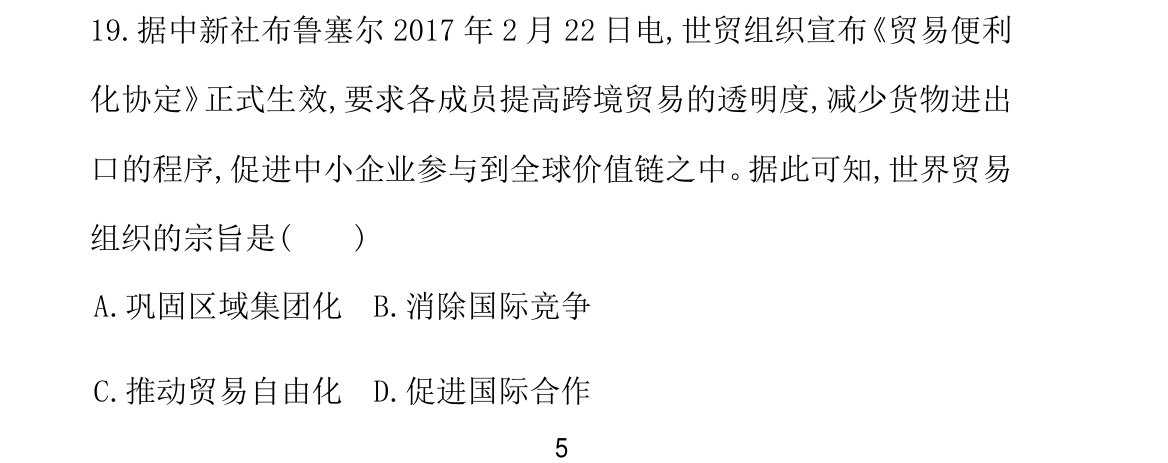 19.据中新社布鲁塞尔2017年2月22日电,世贸组织宣布《贸易便利
化协定》正式生效,要求各成员提高跨境贸易的透明度,减少货物进出
口的程序,促进中小企业参与到全球价值链之中。据此可知,世界贸易
组织的宗旨是(　　)
A.巩固区域集团化　B.消除国际竞争
C.推动贸易自由化　D.促进国际合作
5